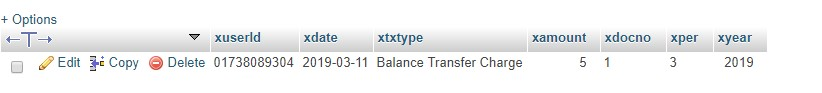 + Options
xuserId xdate xtxtype xamount xdocno xper xyear
Edit Copy Delete 01738089304 2019-03-11 Balance Transfer Charge 5 1 3 2019